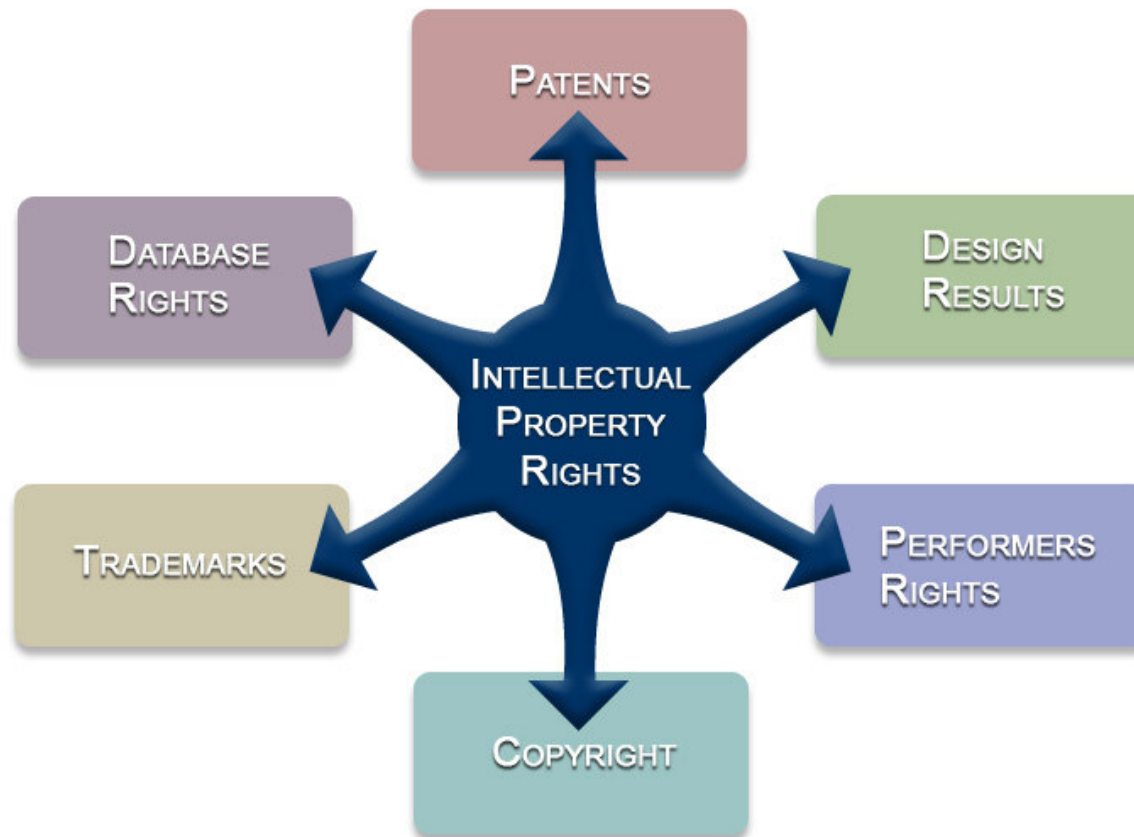 PATENTS
DATABASE
RIGHTS
DESIGN
RESULTS
INTELLECTUAL
PROPERTY
RIGHTS
TRADEMARKS
PERFORMERS
RIGHTS
COPYRIGHT